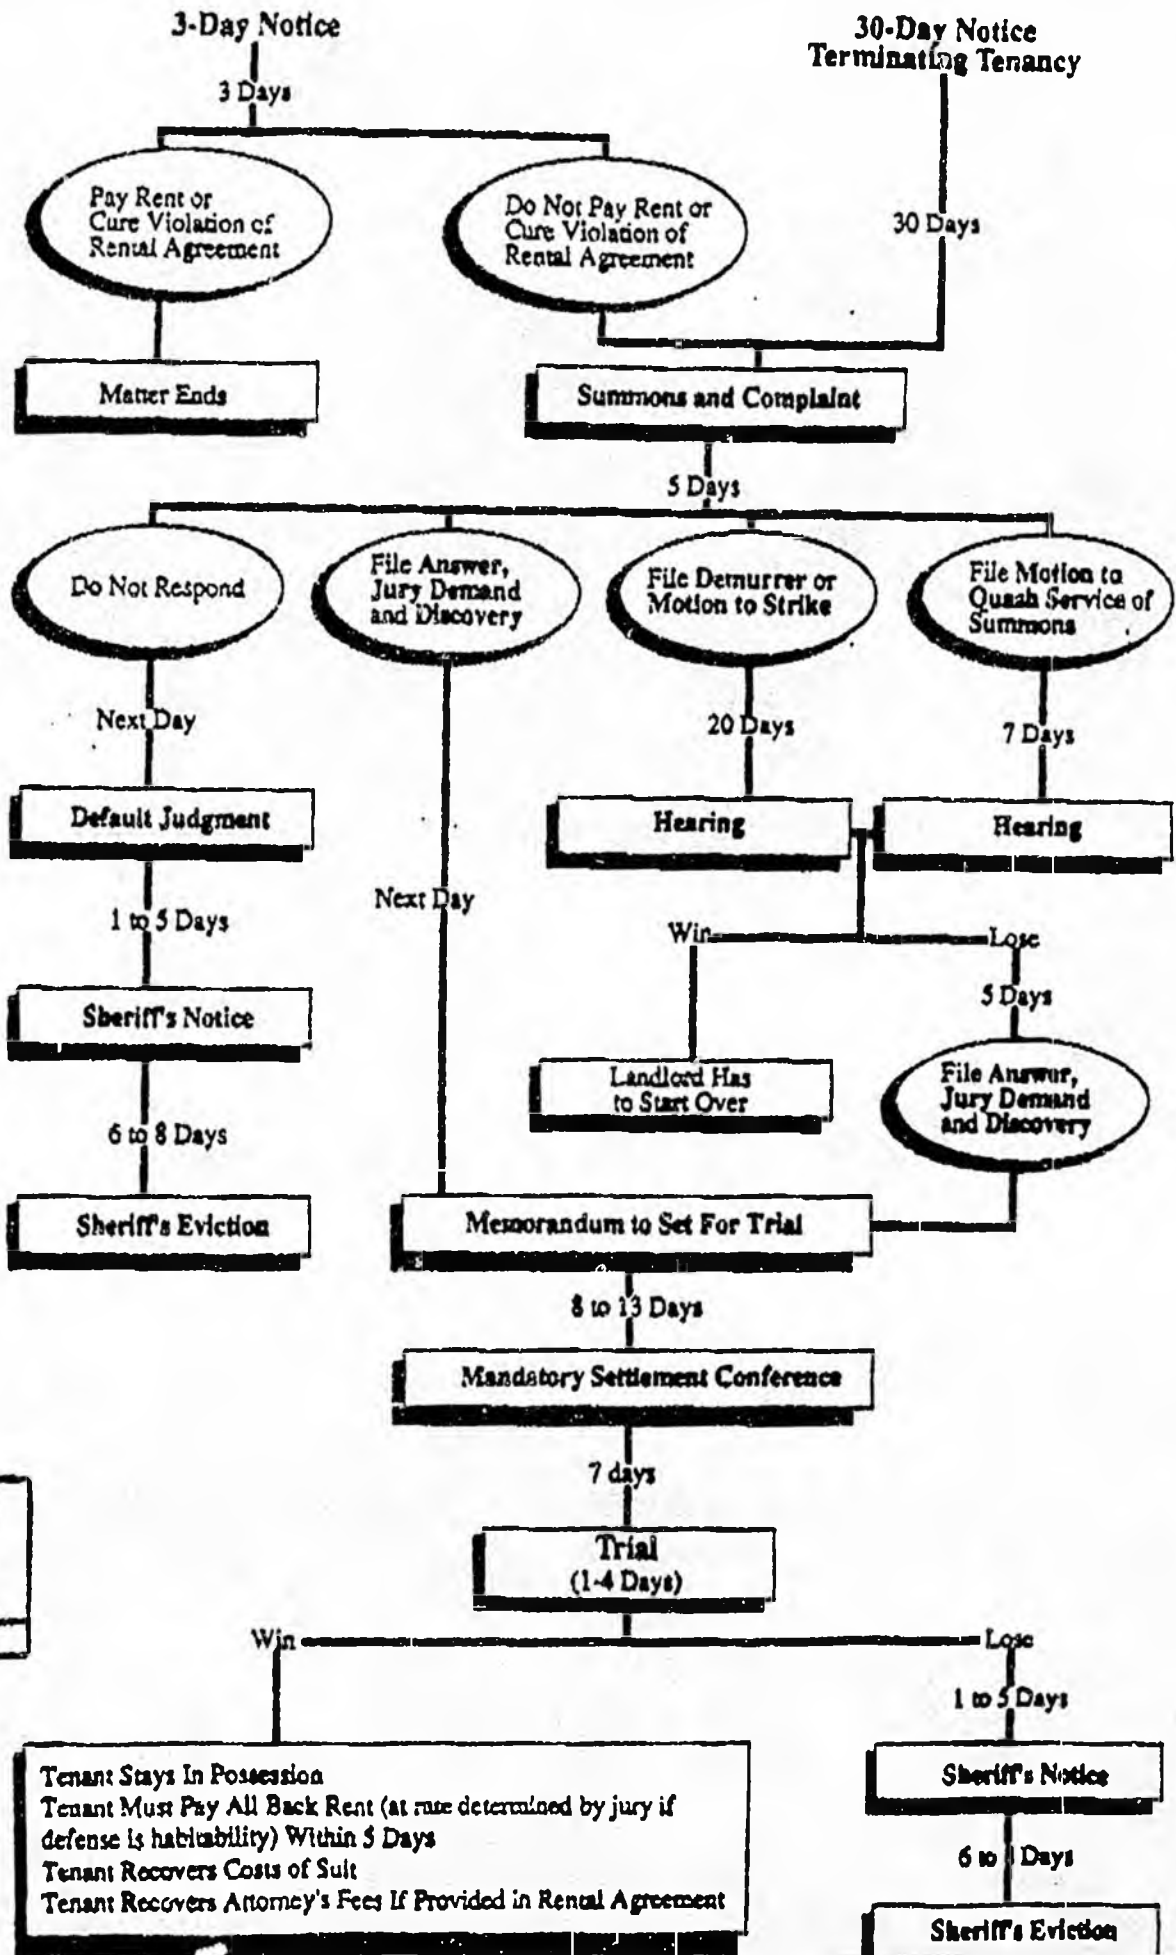 3-Day Notice
30-Day Notice
Terminating Tenancy
3 Days
Pay Rent or
Cure Violation of
Rental Agreement
Do Not Pay Rent or
Cure Violation of
Rental Agreement
30 Days
Matter Ends
Summons and Complaint
5 Days
Do Not Respond
File Answer,
Jury Demand
and Discovery
File Demurrer or
Motion to Strike
File Motion to
Quash Service of
Summons
Next Day
20 Days
7 Days
Default Judgment
Hearing
Hearing
Next Day
1 to 5 Days
Win
Lose
5 Days
Sheriff's Notice
Landlord Has
to Start Over
File Answer,
Jury Demand
and Discovery
6 to 8 Days
Sheriff's Eviction
Memorandum to Set For Trial
8 to 13 Days
Mandatory Settlement Conference
7 days
Trial
(1-4 Days)
Win
Lose
1 to 5 Days
Tenant Stays In Possession
Tenant Must Pay All Back Rent (at rate determined by jury if
defense is habitability) Within 5 Days
Tenant Recovers Costs of Suit
Tenant Recovers Attorney's Fees If Provided in Rental Agreement
Sheriff's Notice
6 to Days
Sheriff's Eviction